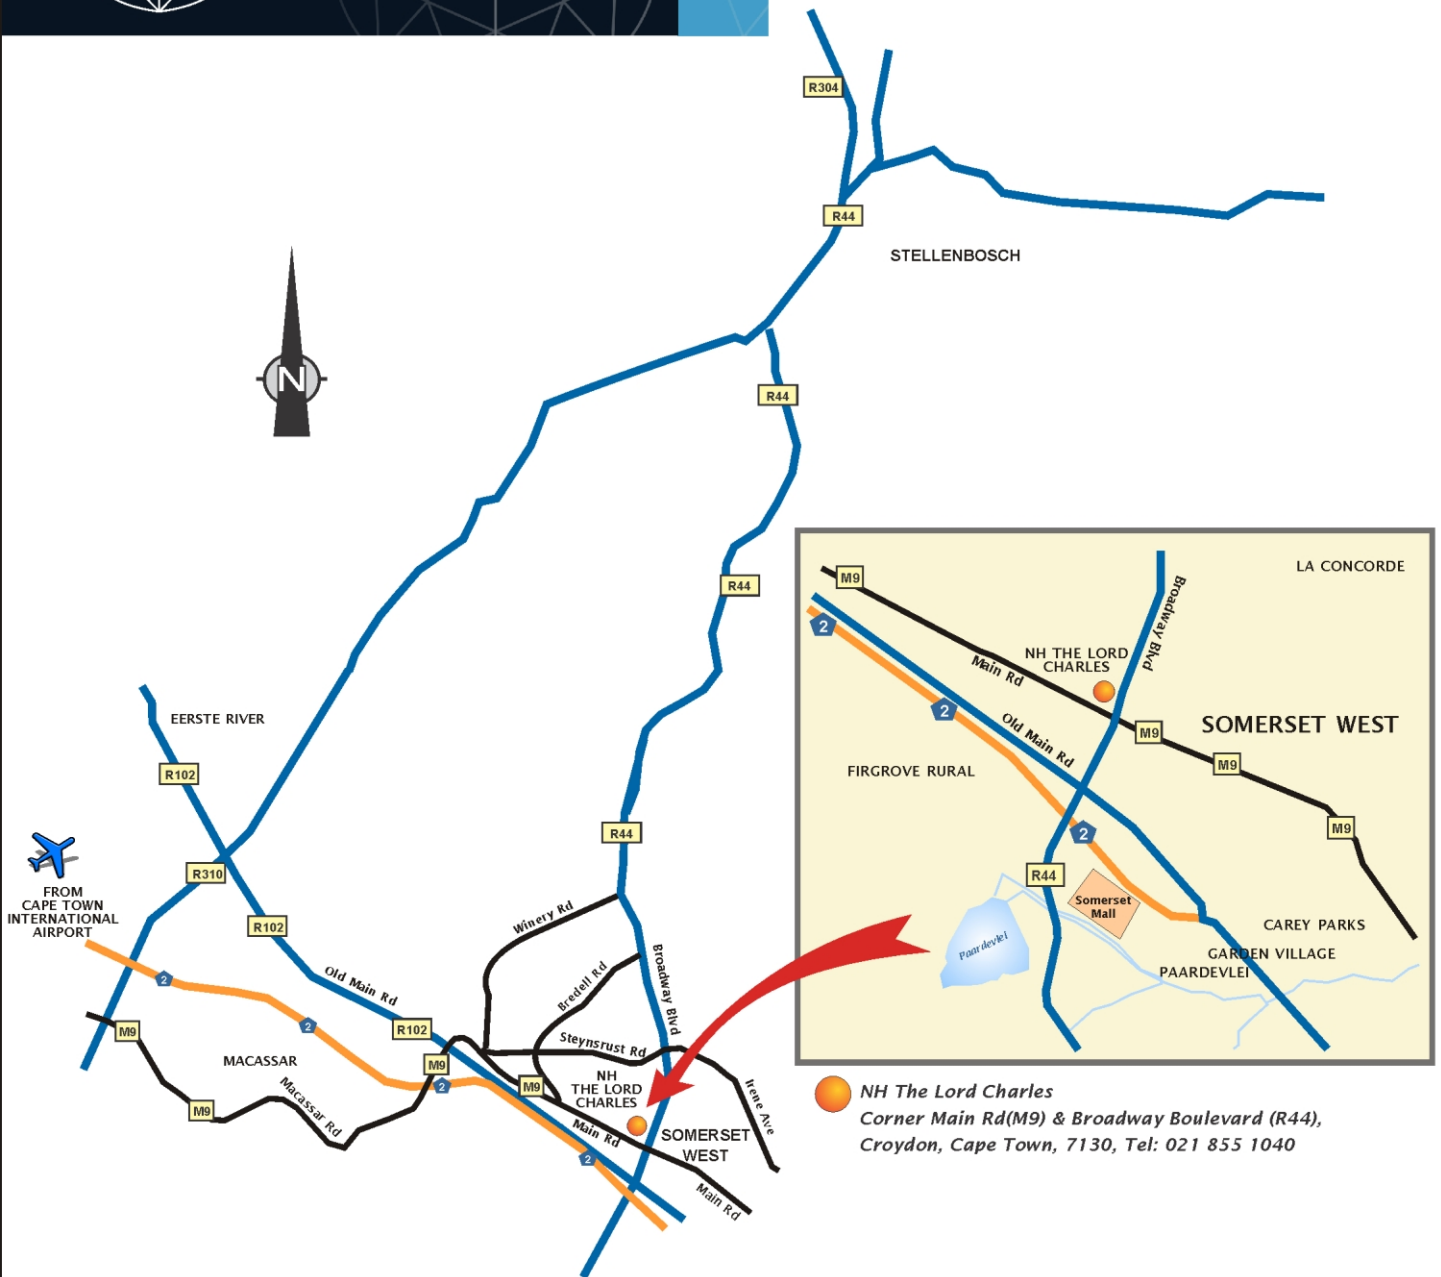 R304
R44
STELLENBOSCH
N
R44
R44
EERSTE RIVER
R102
R44
R310
FROM
CAPE TOWN
INTERNATIONAL
AIRPORT
R102
Winery Rd
2
Old Main Rd
Bredell Rd
Broadway Blvd
2
R102
M9
Steynsrust Rd
MACASSAR
M9
2
M9
NH
THE LORD
CHARLES
Irene Ave
M9
Macassar Rd
Main Rd
SOMERSET
WEST
2
Main Rd
LA CONCORDE
M9
Broadway Blvd
2
NH THE LORD
CHARLES
Main Rd
2
Old Main Rd
M9
SOMERSET WEST
M9
FIRGROVE RURAL
2
M9
R44
Somerset
Mall
CAREY PARKS
Paardevlei
GARDEN VILLAGE
PAARDEVLEI
NH The Lord Charles
Corner Main Rd(M9) & Broadway Boulevard (R44),
Croydon, Cape Town, 7130, Tel: 021 855 1040